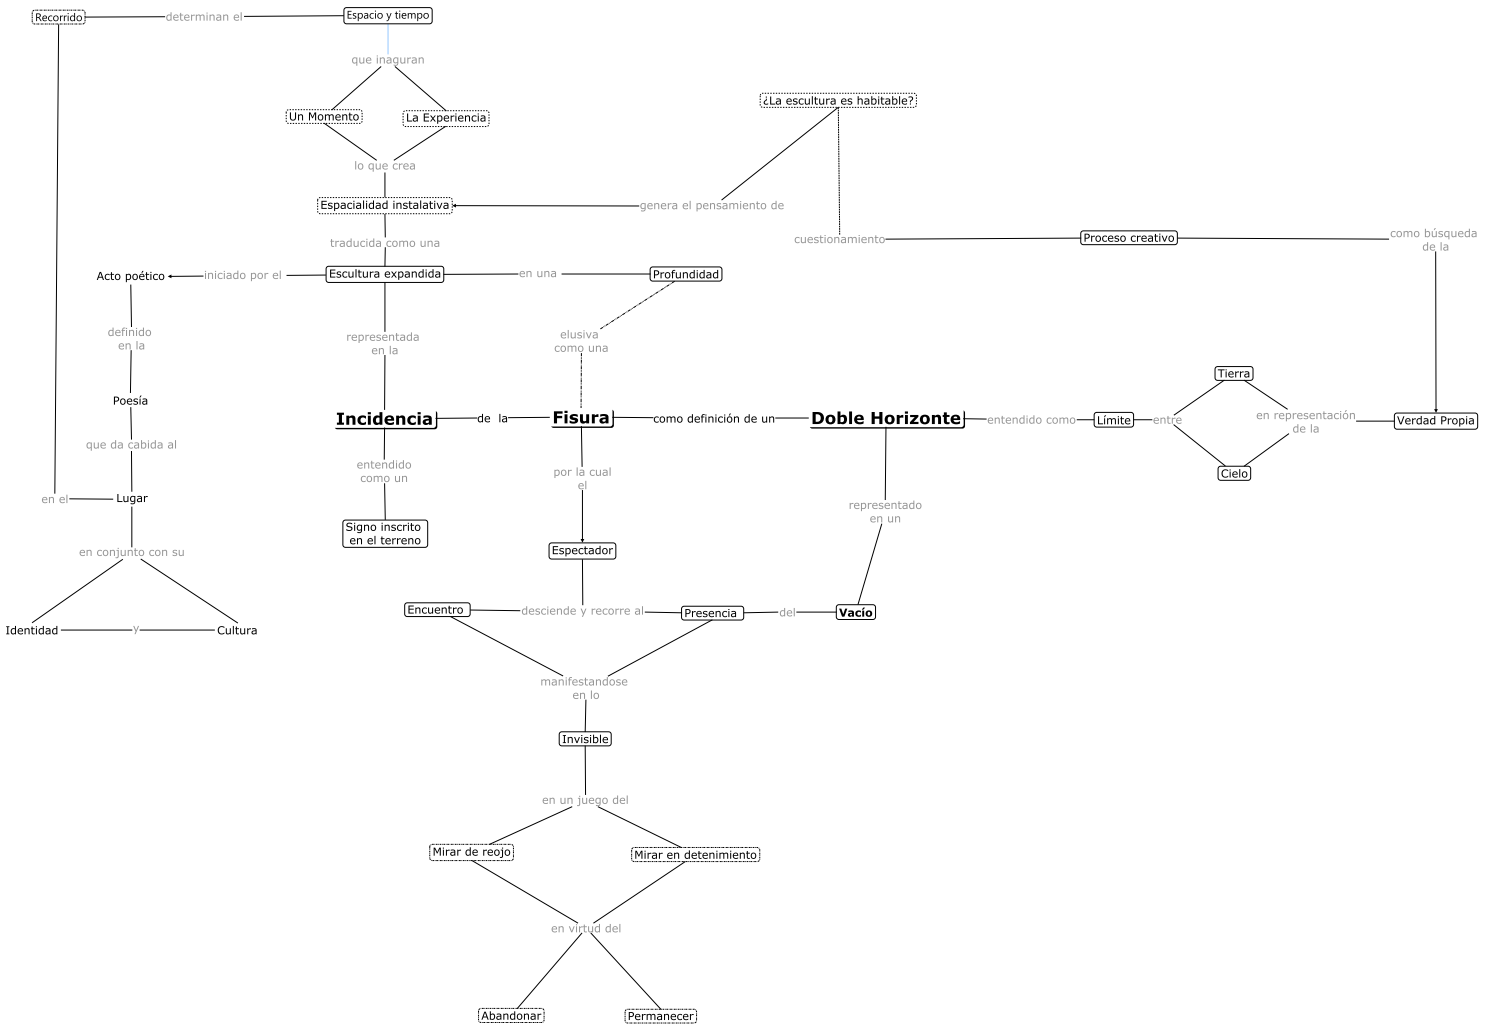 Recorrido
determinan el
Espacio y tiempo
que inaguran
Un Momento
La Experiencia
lo que crea
¿La escultura es habitable?
Espacialidad instalativa
genera el pensamiento de
traducida como una
cuestionamiento
Proceso creativo
como búsqueda
de la
Acto poético
iniciado por el
Escultura expandida
en una
Profundidad
definido
en la
representada
en la
elusiva
como una
Tierra
Poesía
Incidencia
de la
Fisura
como definición de un
Doble Horizonte
entendido como
Límite
entre
en representación
de la
Verdad Propia
Cielo
que da cabida al
entendido
como un
por la cual
el
en el
Lugar
representado
en un
Signo inscrito
en el terreno
en conjunto con su
Espectador
Encuentro
desciende y recorre al
Presencia
del
Vacío
Identidad
y
Cultura
manifestandose
en lo
Invisible
en un juego del
Mirar de reojo
Mirar en detenimiento
en virtud del
Abandonar
Permanecer